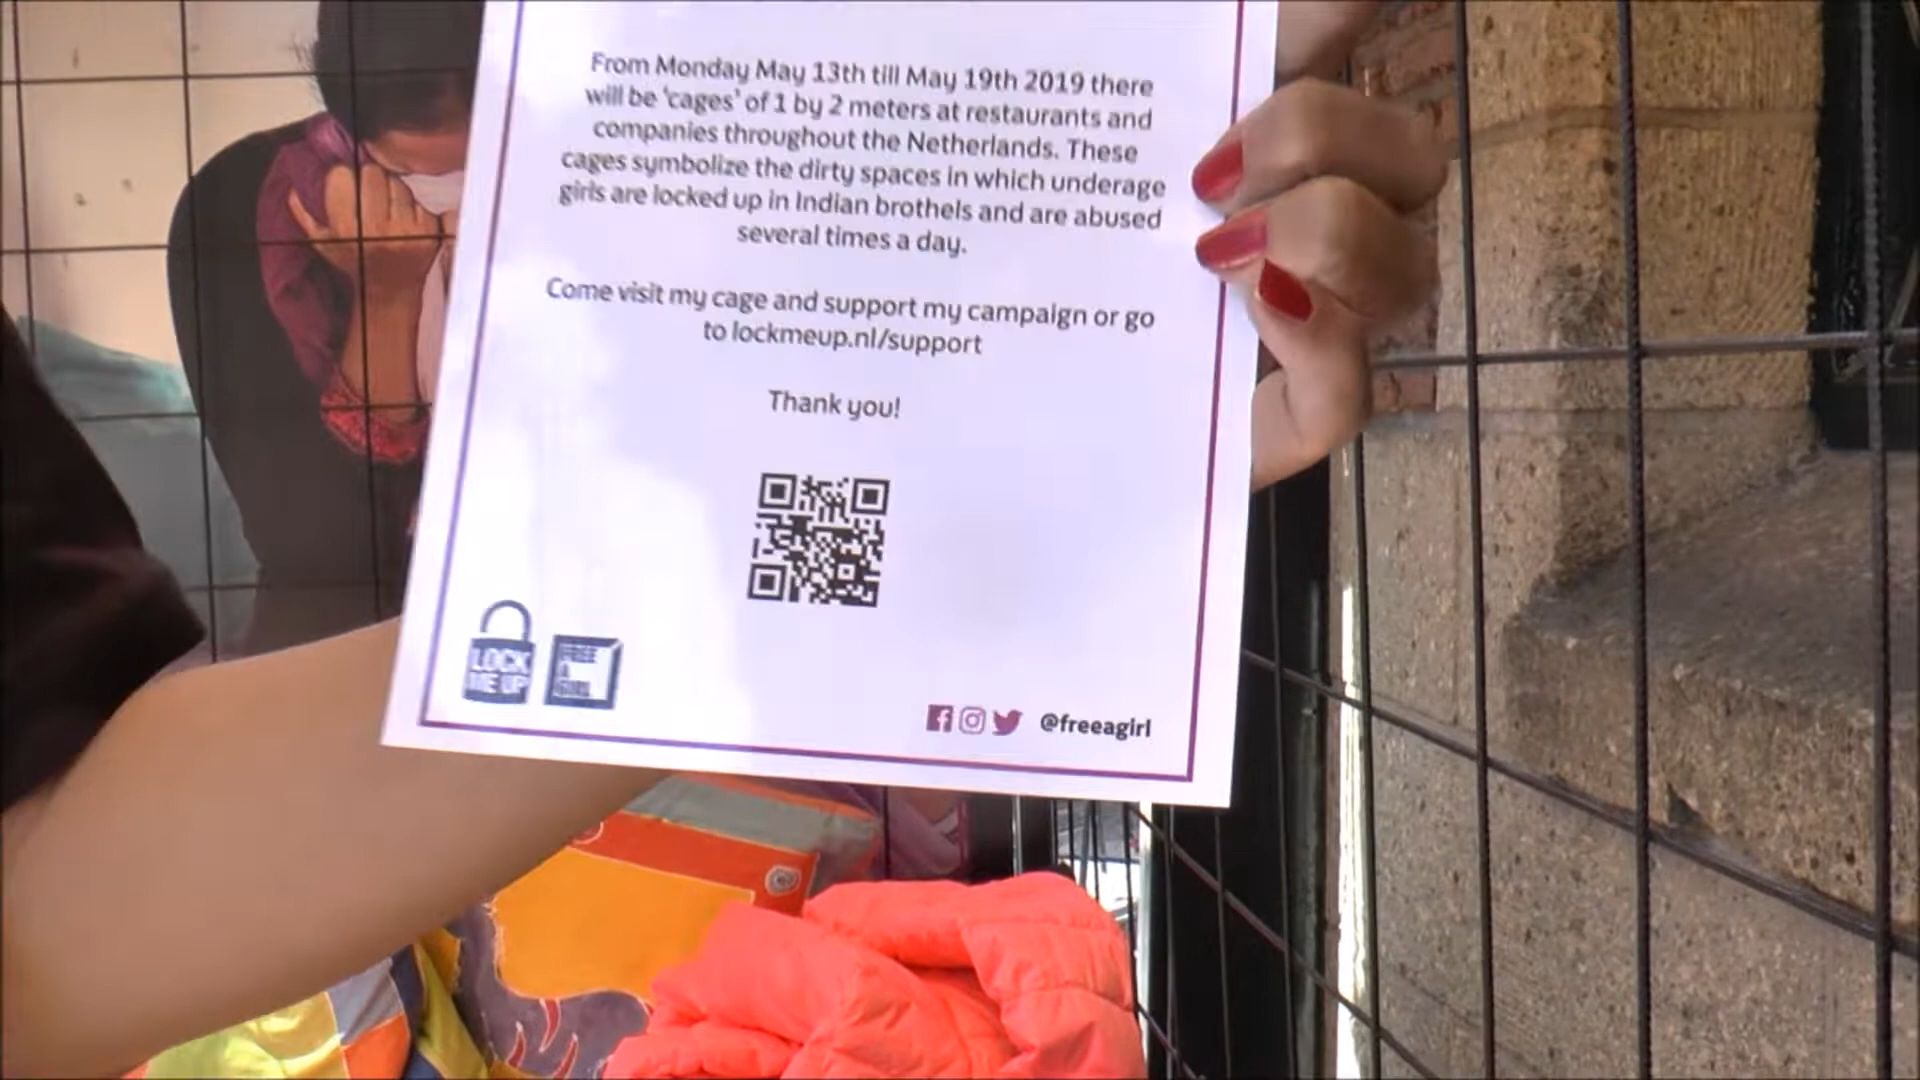 From Monday May 13th till May 19th 2019 there
will be 'cages' of 1 by 2 meters at restaurants and
companies throughout the Netherlands. These
cages symbolize the dirty spaces in which underage
girls are locked up in Indian brothels and are abused
several times a day.
Come visit my cage and support my campaign or go
to lockmeup.nl/support
Thank you!
LOCK
ME UP
FREE
A
GIRL
@freeagirl